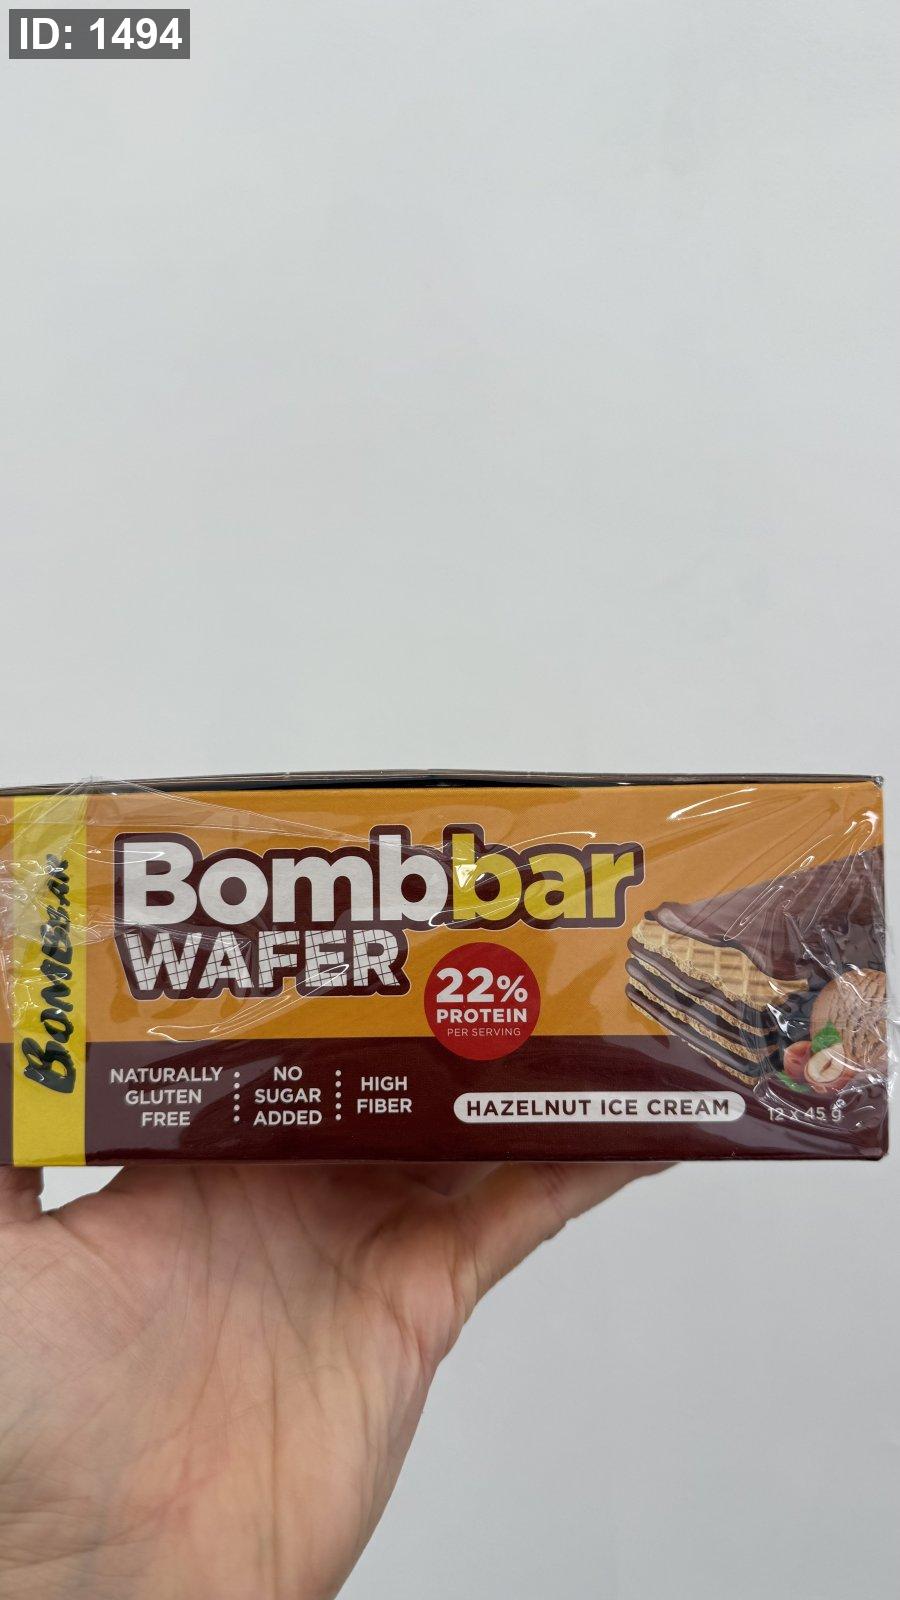 ID: 1494
BOMBBAR
Bombbar
WAFER
22%
PROTEIN
PER SERVING
NATURALLY
GLUTEN
FREE
NO
SUGAR
ADDED
HIGH
FIBER
HAZELNUT ICE CREAM
12 x 45 g